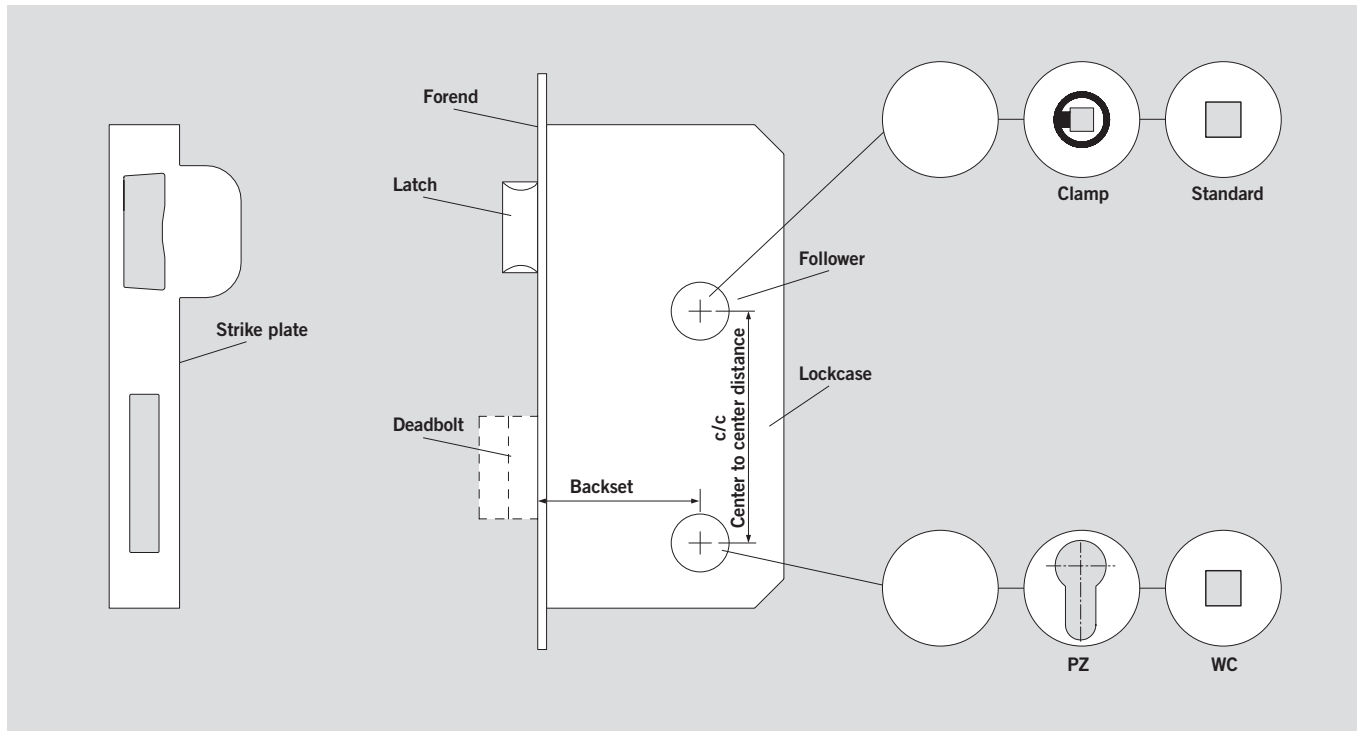 Forend
Latch
Clamp
Standard
Follower
Strike plate
c/c
Center to center distance
Lockcase
Deadbolt
Backset
PZ
WC